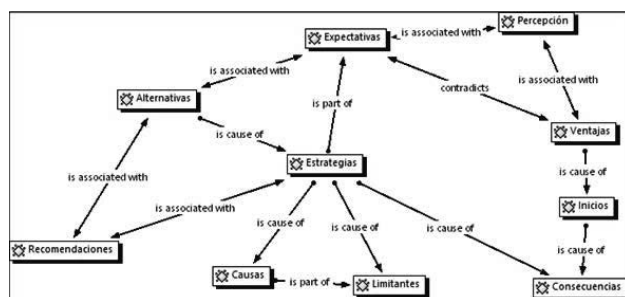 Percepción
Expectativas
is associated with
is associated with
Alternativas
contradicts
is associated with
is part of
is cause of
Ventajas
Estrategias
is cause of
is associated with
Inicios
is associated with
is cause of
is cause of
is cause of
is cause of
Recomendaciones
Causas
is part of
Limitantes
Consecuencias